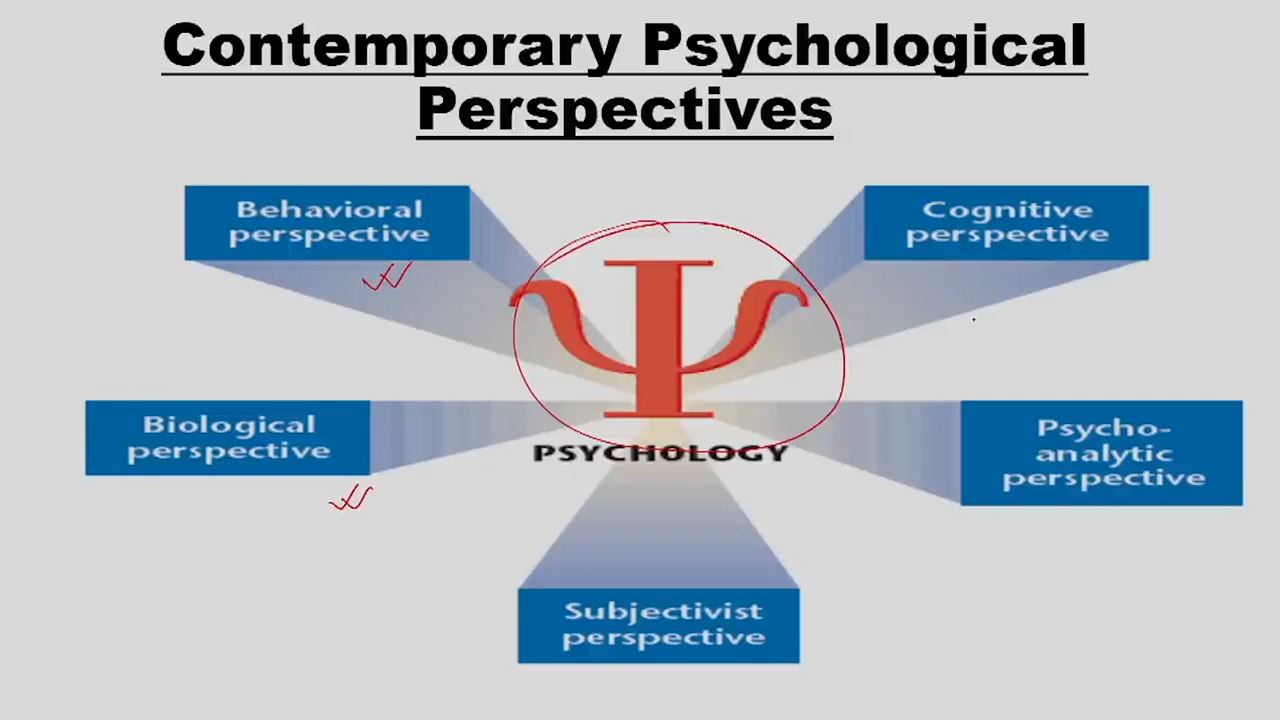 Contemporary Psychological
Perspectives
Behavioral
perspective
Cognitive
perspective
Biological
perspective
PSYCHOLOGY
Psycho-
analytic
perspective
Subjectivist
perspective